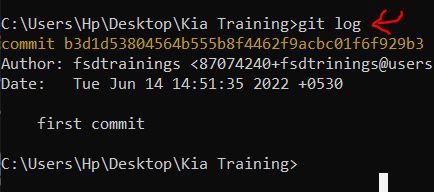 C:\Users\Hp\Desktop\Kia Training>git log
commit b3d1d53804564b555b8f4462f9acbc01f6f929b3
Author: fsdtrainings <87074240+fsdtrinings@users
Date:   Tue Jun 14 14:51:35 2022 +0530
    first commit
C:\Users\Hp\Desktop\Kia Training>